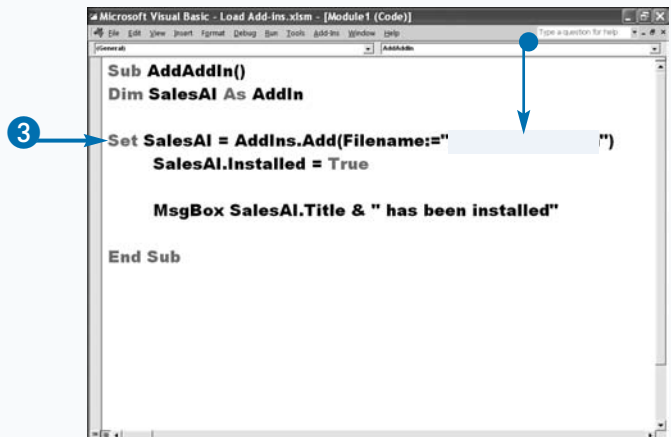 Microsoft Visual Basic - Load Add-ins.xlsm - [Module1 (Code)]
File Edit View Insert Format Debug Run Tools Add-Ins Window Help
Type a question for help
(General)
AddAddIn
Sub AddAddIn()
Dim SalesAI As AddIn
3
Set SalesAI = AddIns.Add(Filename:=" ")
SalesAI.Installed = True
MsgBox SalesAI.Title & " has been installed"
End Sub